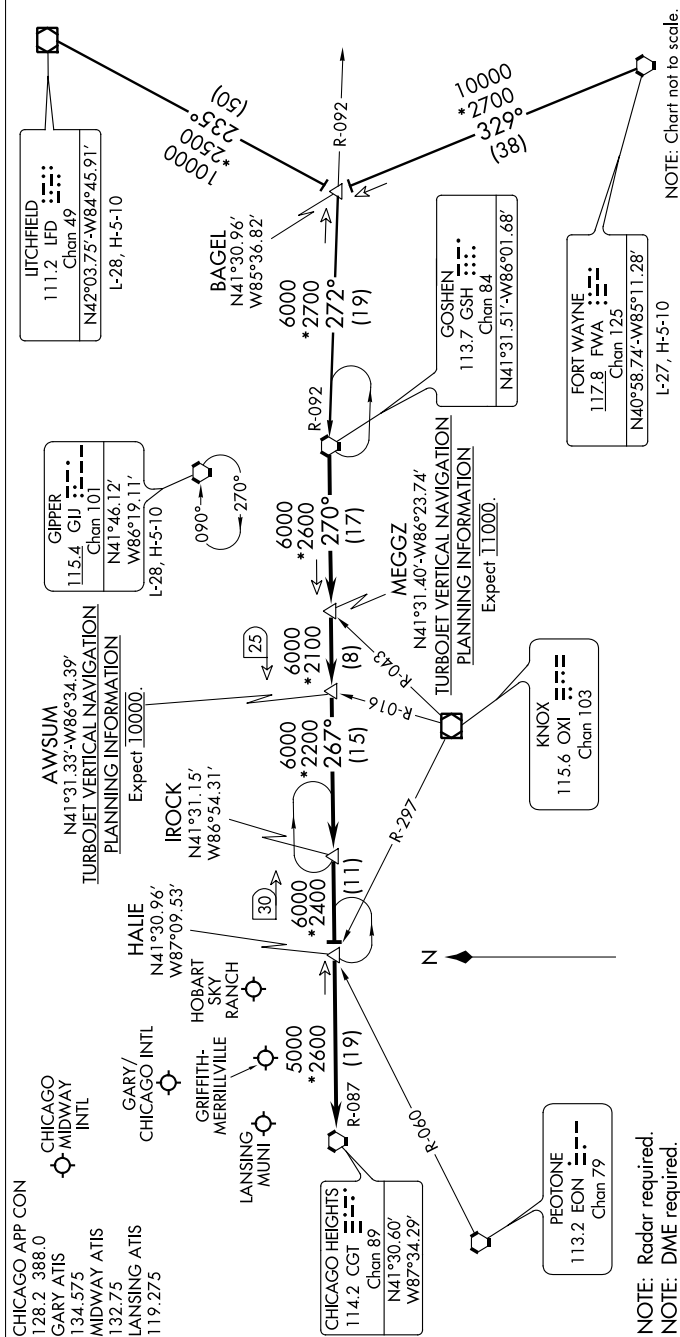 CHICAGO APP CON
128.2 388.0
GARY ATIS
134.575
MIDWAY ATIS
132.75
LANSING ATIS
119.275
CHICAGO
MIDWAY
INTL
GARY/
CHICAGO INTL
GRIFFITH-
MERRILLVILLE
LANSING
MUNI
HOBART
SKY
RANCH
HALIE
N41°30.96′
W87°09.53′
IROCK
N41°31.15′
W86°54.31′
AWSUM
N41°31.33′-W86°34.39′
TURBOJET VERTICAL NAVIGATION
PLANNING INFORMATION
Expect 10000.
GIPPER
115.4 GIJ
Chan 101
N41°46.12′
W86°19.11′
L-28, H-5-10
090°
270°
LITCHFIELD
111.2 LFD
Chan 49
N42°03.75′-W84°45.91′
L-28, H-5-10
10000
*2500
235°
(50)
BAGEL
N41°30.96′
W85°36.82′
R-092
6000
*2700
272°
(19)
R-092
6000
*2600
270°
(17)
25
6000
*2100
(8)
6000
*2200
267°
(15)
30
6000
*2400
(11)
5000
*2600
(19)
R-087
CHICAGO HEIGHTS
114.2 CGT
Chan 89
N41°30.60′
W87°34.29′
10000
*2700
329°
(38)
GOSHEN
113.7 GSH
Chan 84
N41°31.51′-W86°01.68′
MEGGZ
N41°31.40′-W86°23.74′
TURBOJET VERTICAL NAVIGATION
PLANNING INFORMATION
Expect 11000.
R-043
R-016
R-297
R-060
KNOX
115.6 OXI
Chan 103
FORT WAYNE
117.8 FWA
Chan 125
N40°58.74′-W85°11.28′
L-27, H-5-10
N
PEOTONE
113.2 EON
Chan 79
NOTE: Radar required.
NOTE: DME required.
NOTE: Chart not to scale.